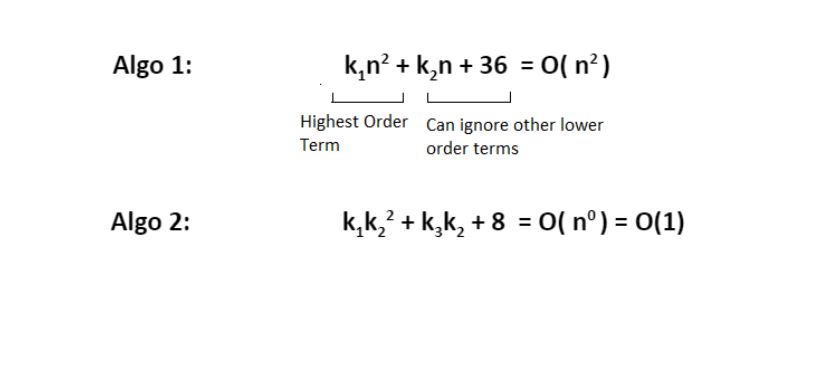 Algo 1: k₁n² + k₂n + 36 = O( n² )
Highest Order Can ignore other lower
Term order terms
Algo 2: k₁k₂² + k₃k₂ + 8 = O( n⁰ ) = O(1)